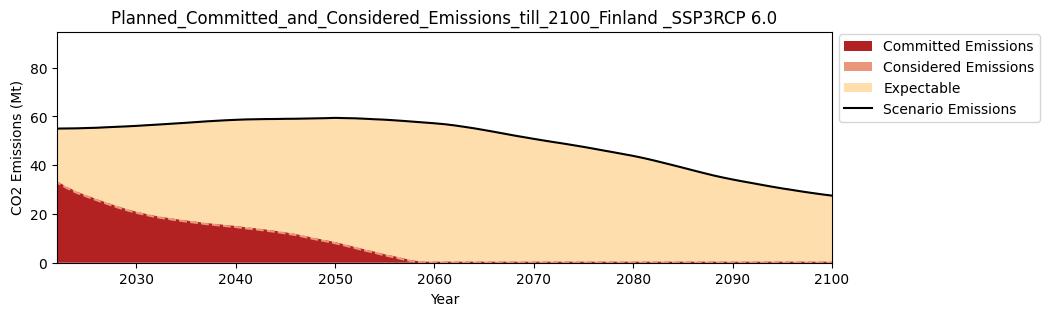 Planned_Committed_and_Considered_Emissions_till_2100_Finland _SSP3RCP 6.0
CO2 Emissions (Mt)
80
60
40
20
0
2030 2040 2050 2060 2070 2080 2090 2100
Year
Committed Emissions
Considered Emissions
Expectable
Scenario Emissions